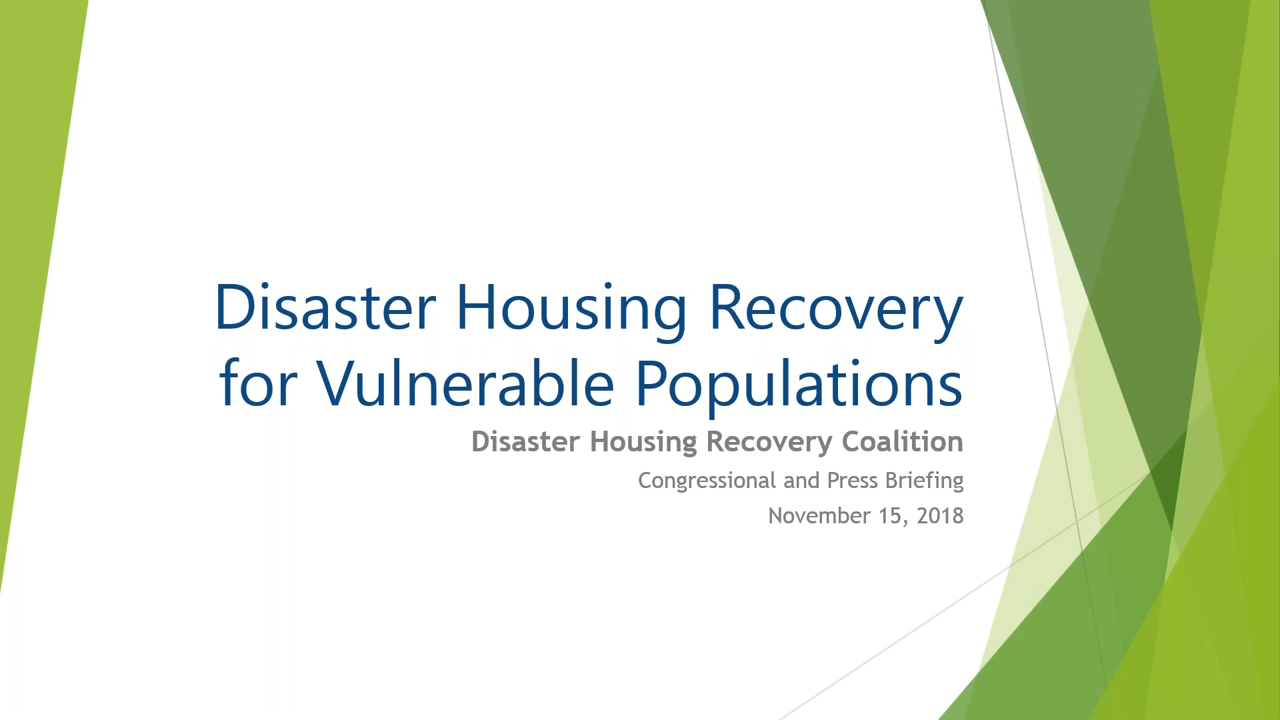 Disaster Housing Recovery
for Vulnerable Populations
Disaster Housing Recovery Coalition
Congressional and Press Briefing
November 15, 2018